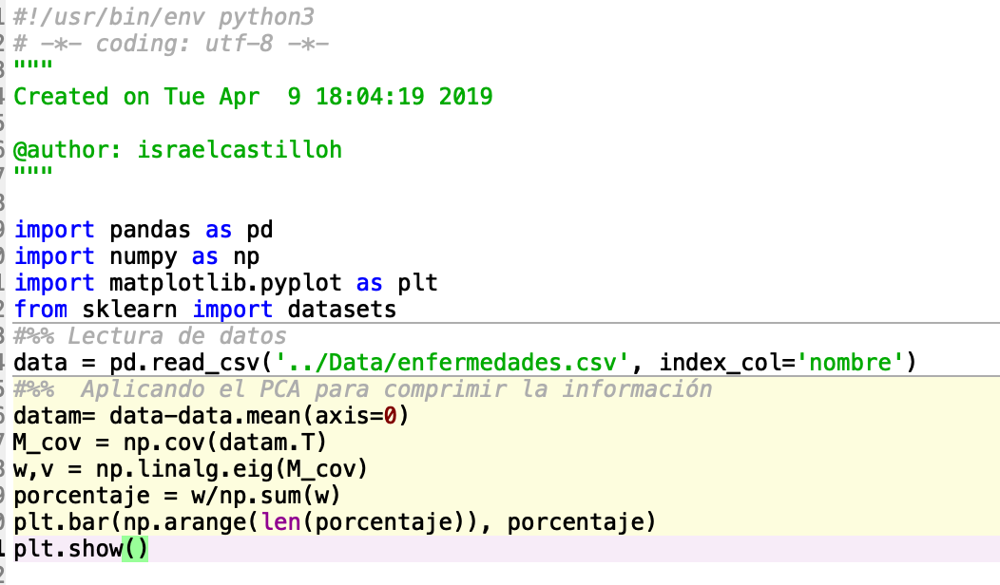 #!/usr/bin/env python3
# -*- coding: utf-8 -*-
"""
Created on Tue Apr  9 18:04:19 2019

@author: israelcastilloh
"""

import pandas as pd
import numpy as np
import matplotlib.pyplot as plt
from sklearn import datasets
#%% Lectura de datos
data = pd.read_csv('../Data/enfermedades.csv', index_col='nombre')
#%%  Aplicando el PCA para comprimir la información
datam= data-data.mean(axis=0)
M_cov = np.cov(datam.T)
w,v = np.linalg.eig(M_cov)
porcentaje = w/np.sum(w)
plt.bar(np.arange(len(porcentaje)), porcentaje)
plt.show()